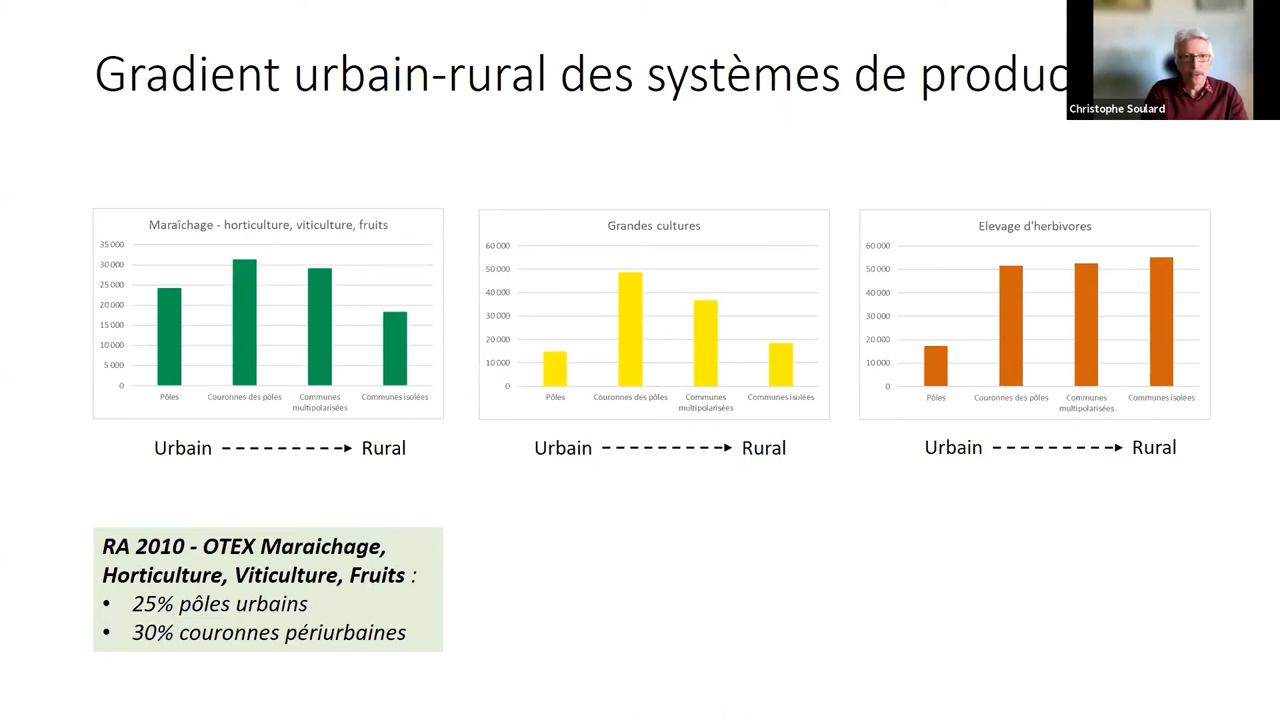 Gradient urbain-rural des systèmes de
Christophe Soulard
Maraîchage - horticulture, viticulture, fruits
35 000
30 000
25 000
20 000
15 000
10 000
5 000
0
Pôles
Couronnes des pôles
Communes multipolarisées
Communes isolées
Urbain
Rural
Grandes cultures
60 000
50 000
40 000
30 000
20 000
10 000
0
Pôles
Couronnes des pôles
Communes multipolarisées
Communes isolées
Urbain
Rural
Elevage d'herbivores
60 000
50 000
40 000
30 000
20 000
10 000
0
Pôles
Couronnes des pôles
Communes multipolarisées
Communes isolées
Urbain
Rural
RA 2010 - OTEX Maraichage,
Horticulture, Viticulture, Fruits :
• 25% pôles urbains
• 30% couronnes périurbaines